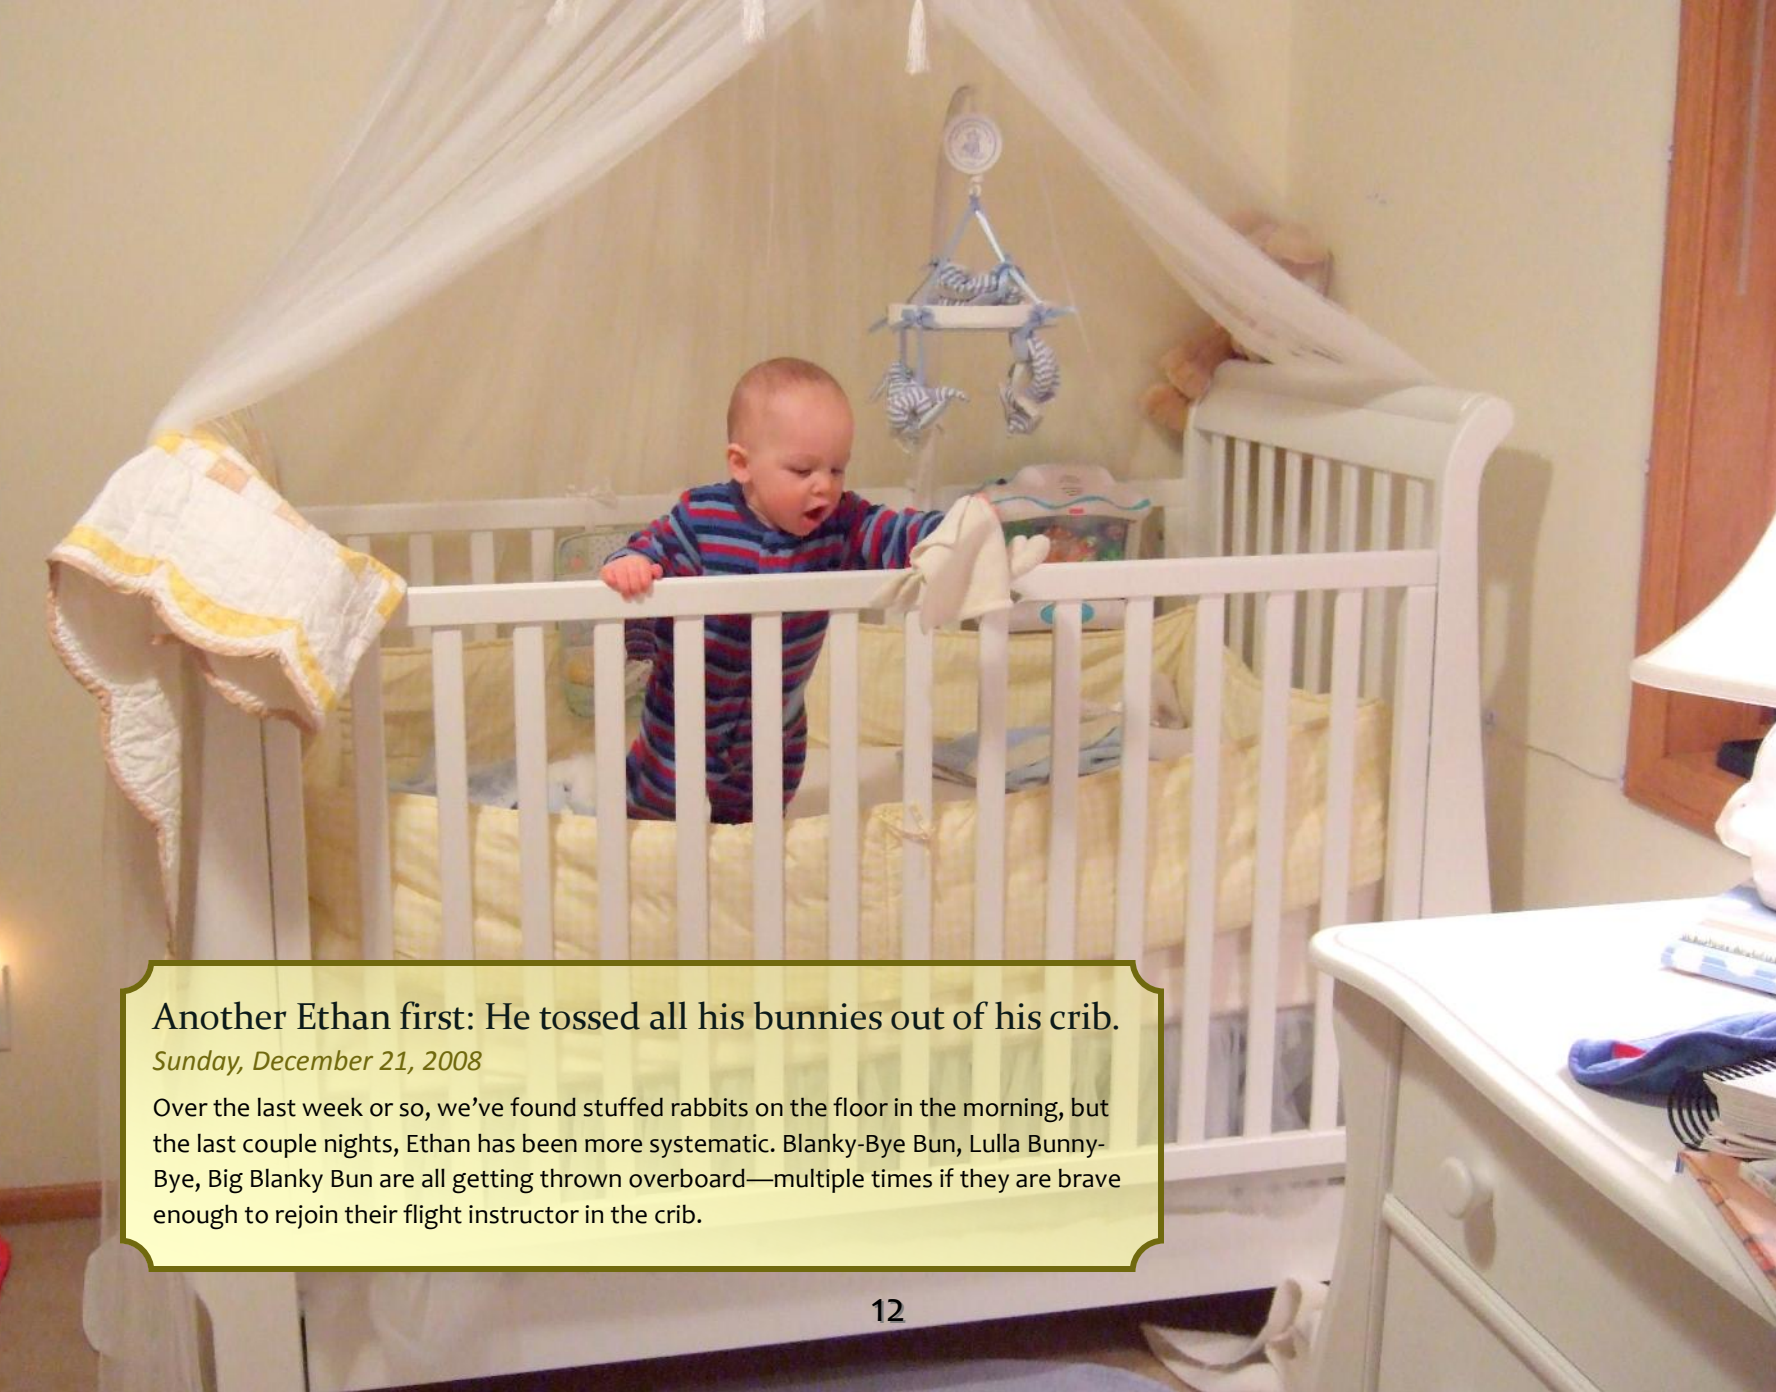 Another Ethan first: He tossed all his bunnies out of his crib.
Sunday, December 21, 2008
Over the last week or so, we’ve found stuffed rabbits on the floor in the morning, but
the last couple nights, Ethan has been more systematic. Blanky-Bye Bun, Lulla Bunny-
Bye, Big Blanky Bun are all getting thrown overboard—multiple times if they are brave
enough to rejoin their flight instructor in the crib.
12